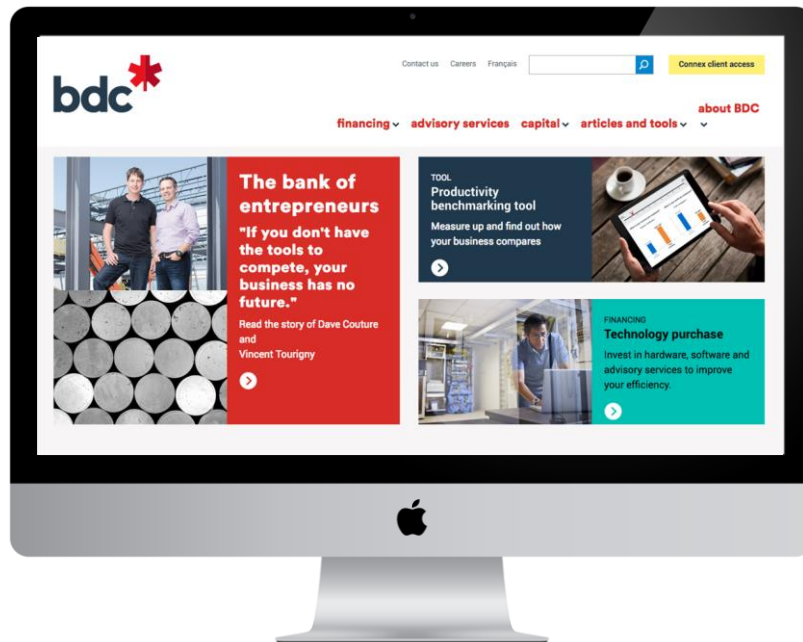 bdc*
Contact us Careers Français
Connex client access
financing advisory services capital articles and tools about BDC
The bank of
entrepreneurs
"If you don't have
the tools to
compete, your
business has no
future."
Read the story of Dave Couture
and
Vincent Tourigny
TOOL
Productivity
benchmarking tool
Measure up and find out how
your business compares
FINANCING
Technology purchase
Invest in hardware, software and
advisory services to improve
your efficiency.